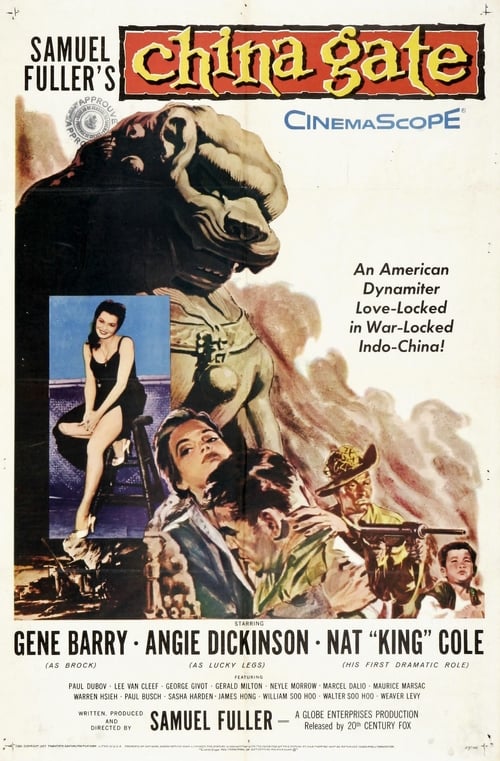 SAMUEL
FULLER'S
china gate
APPROUVÉ
CINEMASCOPE
An American
Dynamiter
Love-Locked
in War-Locked
Indo-China!
STARRING
GENE BARRY · ANGIE DICKINSON · NAT "KING" COLE
(AS BROCK) (AS LUCKY LEGS) (HIS FIRST DRAMATIC ROLE)
FEATURING
PAUL DUBOV · LEE VAN CLEEF · GEORGE GIVOT · GERALD MILTON · NEYLE MORROW · MARCEL DALIO · MAURICE MARSAC
WARREN HSIEH · PAUL BUSCH · SASHA HARDEN · JAMES HONG · WILLIAM SOO HOO · WALTER SOO HOO · WEAVER LEVY
WRITTEN, PRODUCED
AND DIRECTED BY
SAMUEL FULLER —
A GLOBE ENTERPRISES PRODUCTION
Released by 20th CENTURY FOX